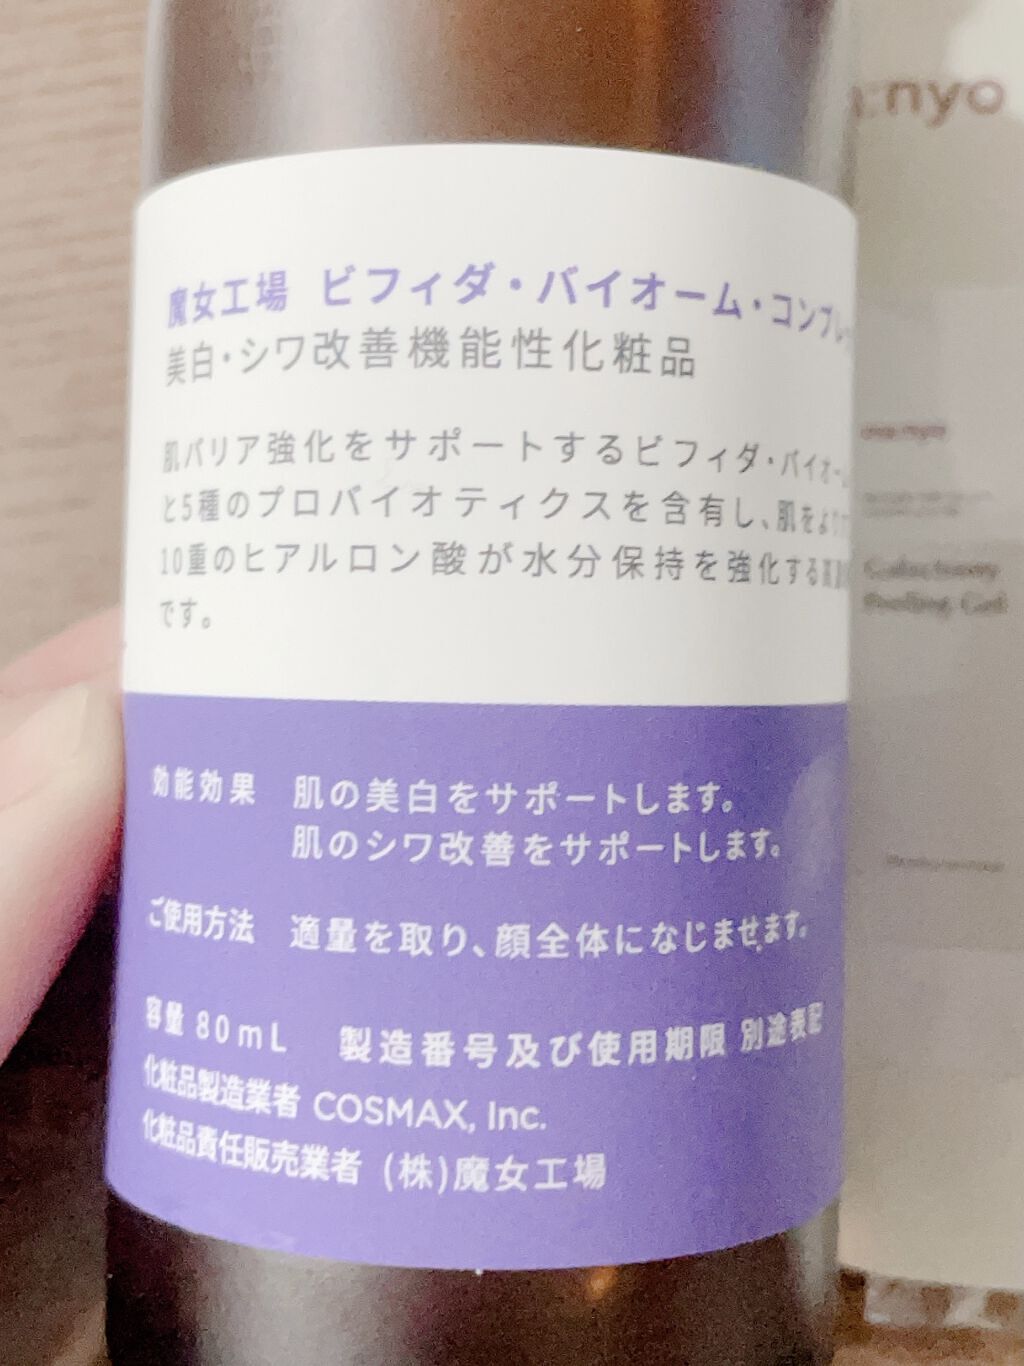 魔女工場 ビフィダ・バイオーム・コンプレ
美白・シワ改善機能性化粧品
肌バリア強化をサポートするビフィダ・バイオーム
と5種のプロバイオティクスを含有し、肌をより
10重のヒアルロン酸が水分保持を強化する高
です。
効能効果 肌の美白をサポートします。
肌のシワ改善をサポートします。
ご使用方法 適量を取り、顔全体になじませます。
容量 80mL 製造番号及び使用期限 別途表記
化粧品製造業者 COSMAX, Inc.
化粧品責任販売業者 (株)魔女工場
:nyo
Galactomy
Peeling Gel